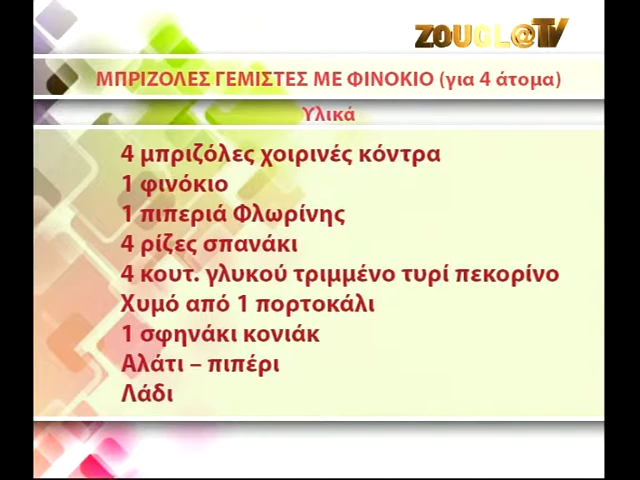 ZOUGL@TV
ΜΠΡΙΖΟΛΕΣ ΓΕΜΙΣΤΕΣ ΜΕ ΦΙΝΟΚΙΟ (για 4 άτομα)
Υλικά
4 μπριζόλες χοιρινές κόντρα
1 φινόκιο
1 πιπεριά Φλωρίνης
4 ρίζες σπανάκι
4 κουτ. γλυκού τριμμένο τυρί πεκορίνο
Χυμό από 1 πορτοκάλι
1 σφηνάκι κονιάκ
Αλάτι – πιπέρι
Λάδι